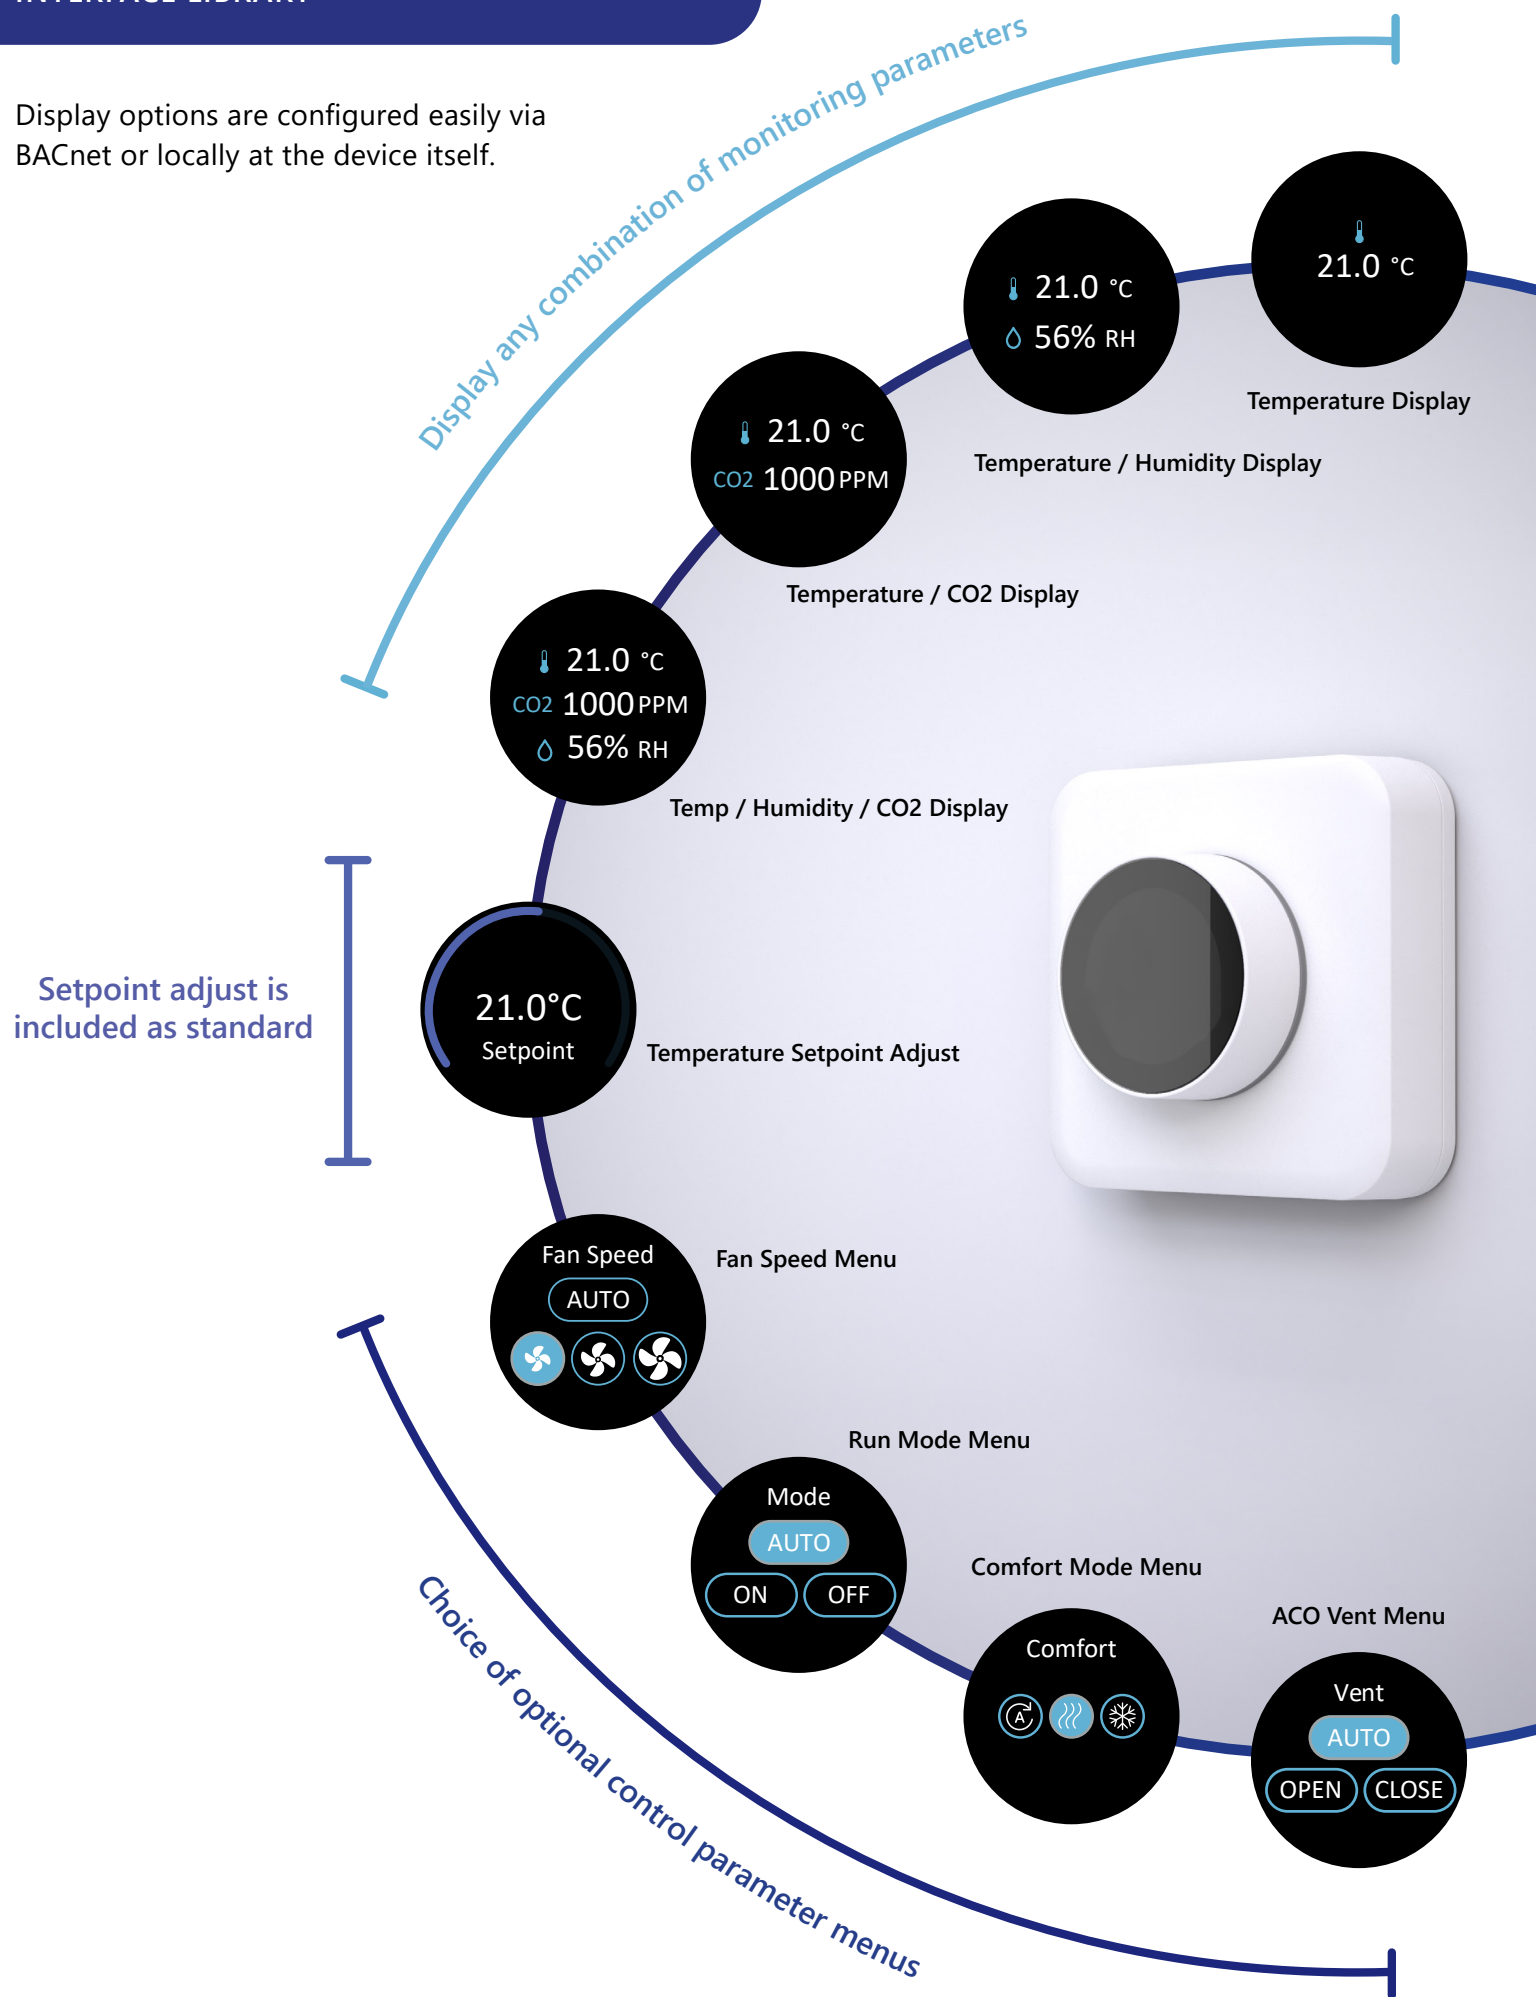 INTERFACE LIBRARY
Display options are configured easily via
BACnet or locally at the device itself.
Display any combination of monitoring parameters
21.0 °C
Temperature Display
21.0 °C
56% RH
Temperature / Humidity Display
21.0 °C
CO2 1000 PPM
Temperature / CO2 Display
21.0 °C
CO2 1000 PPM
56% RH
Temp / Humidity / CO2 Display
Setpoint adjust is
included as standard
21.0°C
Setpoint
Temperature Setpoint Adjust
Fan Speed
AUTO
Fan Speed Menu
Run Mode Menu
Mode
AUTO
ON OFF
Comfort Mode Menu
Comfort
A
ACO Vent Menu
Vent
AUTO
OPEN CLOSE
Choice of optional control parameter menus